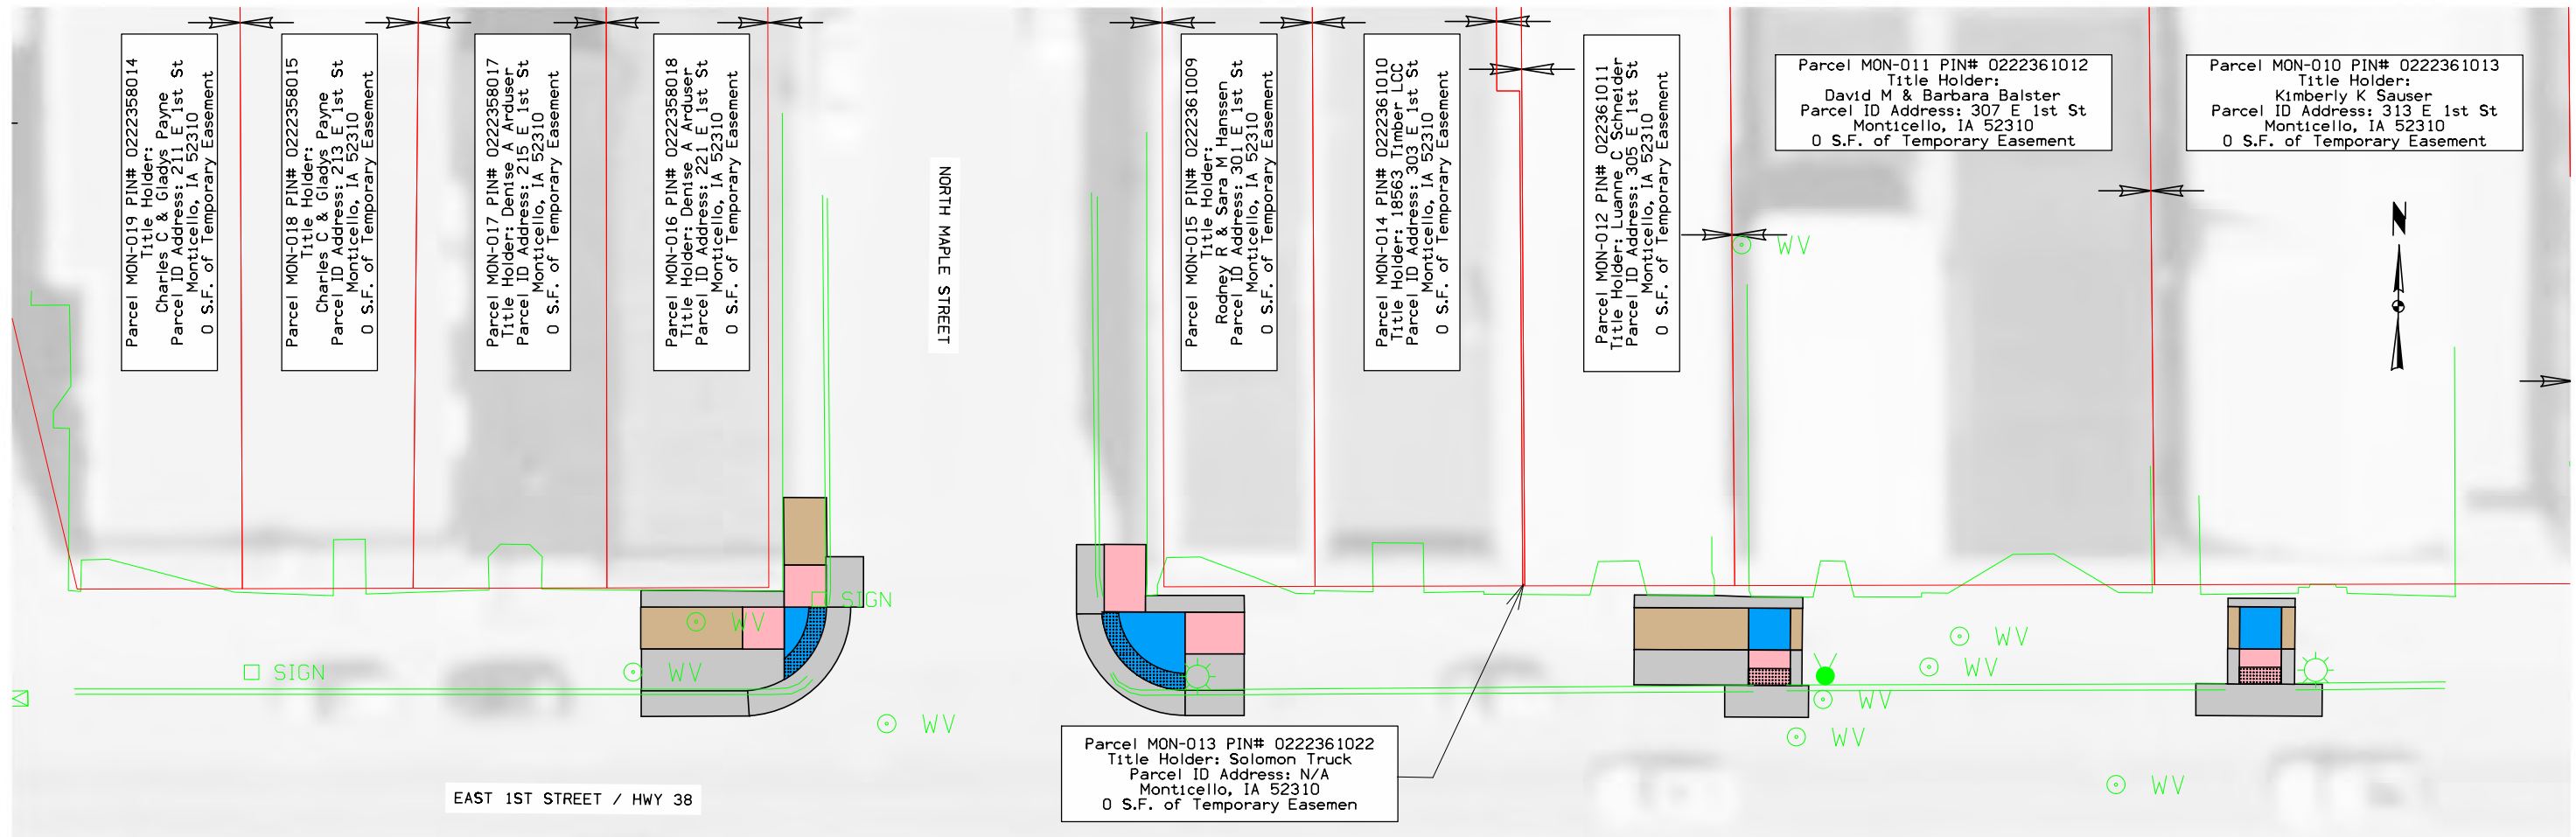 Parcel MON-019 PIN# 0222358014
Title Holder:
Charles C & Gladys Payne
Parcel ID Address: 211 E 1st St
Monticello, IA 52310
0 S.F. of Temporary Easement
Parcel MON-018 PIN# 0222358015
Title Holder:
Charles C & Gladys Payne
Parcel ID Address: 213 E 1st St
Monticello, IA 52310
0 S.F. of Temporary Easement
Parcel MON-017 PIN# 0222358017
Title Holder: Denise A Arduser
Parcel ID Address: 215 E 1st St
Monticello, IA 52310
0 S.F. of Temporary Easement
Parcel MON-016 PIN# 0222358018
Title Holder: Denise A Arduser
Parcel ID Address: 221 E 1st St
Monticello, IA 52310
0 S.F. of Temporary Easement
NORTH MAPLE STREET
Parcel MON-015 PIN# 0222361009
Title Holder:
Rodney R & Sara M Hanssen
Parcel ID Address: 301 E 1st St
Monticello, IA 52310
0 S.F. of Temporary Easement
Parcel MON-014 PIN# 0222361010
Title Holder: 18563 Timber LCC
Parcel ID Address: 303 E 1st St
Monticello, IA 52310
0 S.F. of Temporary Easement
Parcel MON-012 PIN# 0222361011
Title Holder: Luanne C Schneider
Parcel ID Address: 305 E 1st St
Monticello, IA 52310
0 S.F. of Temporary Easement
Parcel MON-011 PIN# 0222361012
Title Holder:
David M & Barbara Balster
Parcel ID Address: 307 E 1st St
Monticello, IA 52310
0 S.F. of Temporary Easement
Parcel MON-010 PIN# 0222361013
Title Holder:
Kimberly K Sauser
Parcel ID Address: 313 E 1st St
Monticello, IA 52310
0 S.F. of Temporary Easement
N
WV
SIGN
WV
WV
WV
SIGN
WV
WV
WV
WV
WV
WV
Parcel MON-013 PIN# 0222361022
Title Holder: Solomon Truck
Parcel ID Address: N/A
Monticello, IA 52310
0 S.F. of Temporary Easemen
EAST 1ST STREET / HWY 38